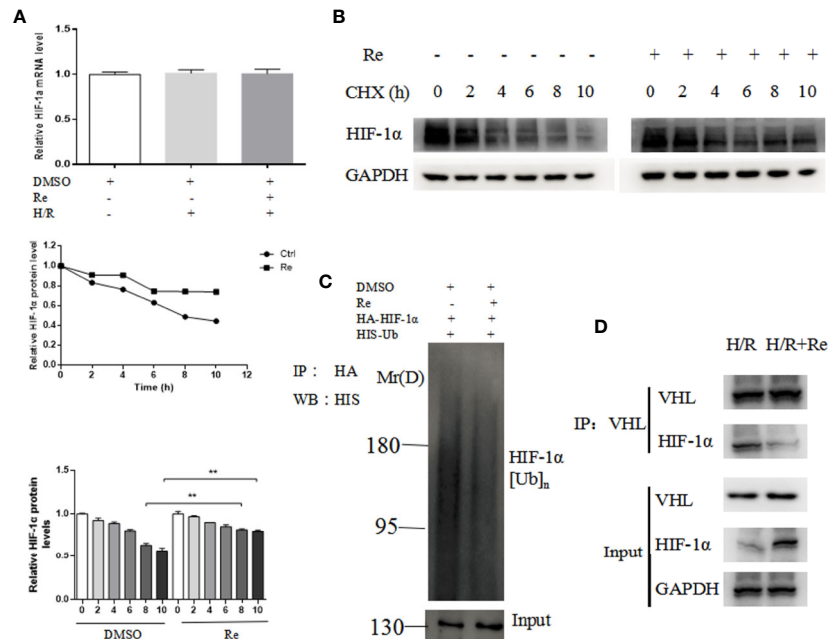 A
Relative HIF-1a mRNA level
1.5
1.0
0.5
0.0
DMSO + + +
Re - - +
H/R - + +
Relative HIF-1α protein level
1.0
0.8
0.6
0.4
0.2
0.0
0 2 4 6 8 10 12
Time (h)
Ctrl
Re
Relative HIF-1α protein
levels
1.5
1.0
0.5
0.0
**
**
0 2 4 6 8 10 0 2 4 6 8 10
DMSO Re
B
Re - - - - - - + + + + + +
CHX (h) 0 2 4 6 8 10 0 2 4 6 8 10
HIF-1α
GAPDH
C
DMSO + +
Re - +
HA-HIF-1α + +
HIS-Ub + +
IP : HA
WB : HIS
Mr(D)
180
95
HIF-1α
[Ub]n
130
Input
D
H/R H/R+Re
IP: VHL
VHL
HIF-1α
Input
VHL
HIF-1α
GAPDH